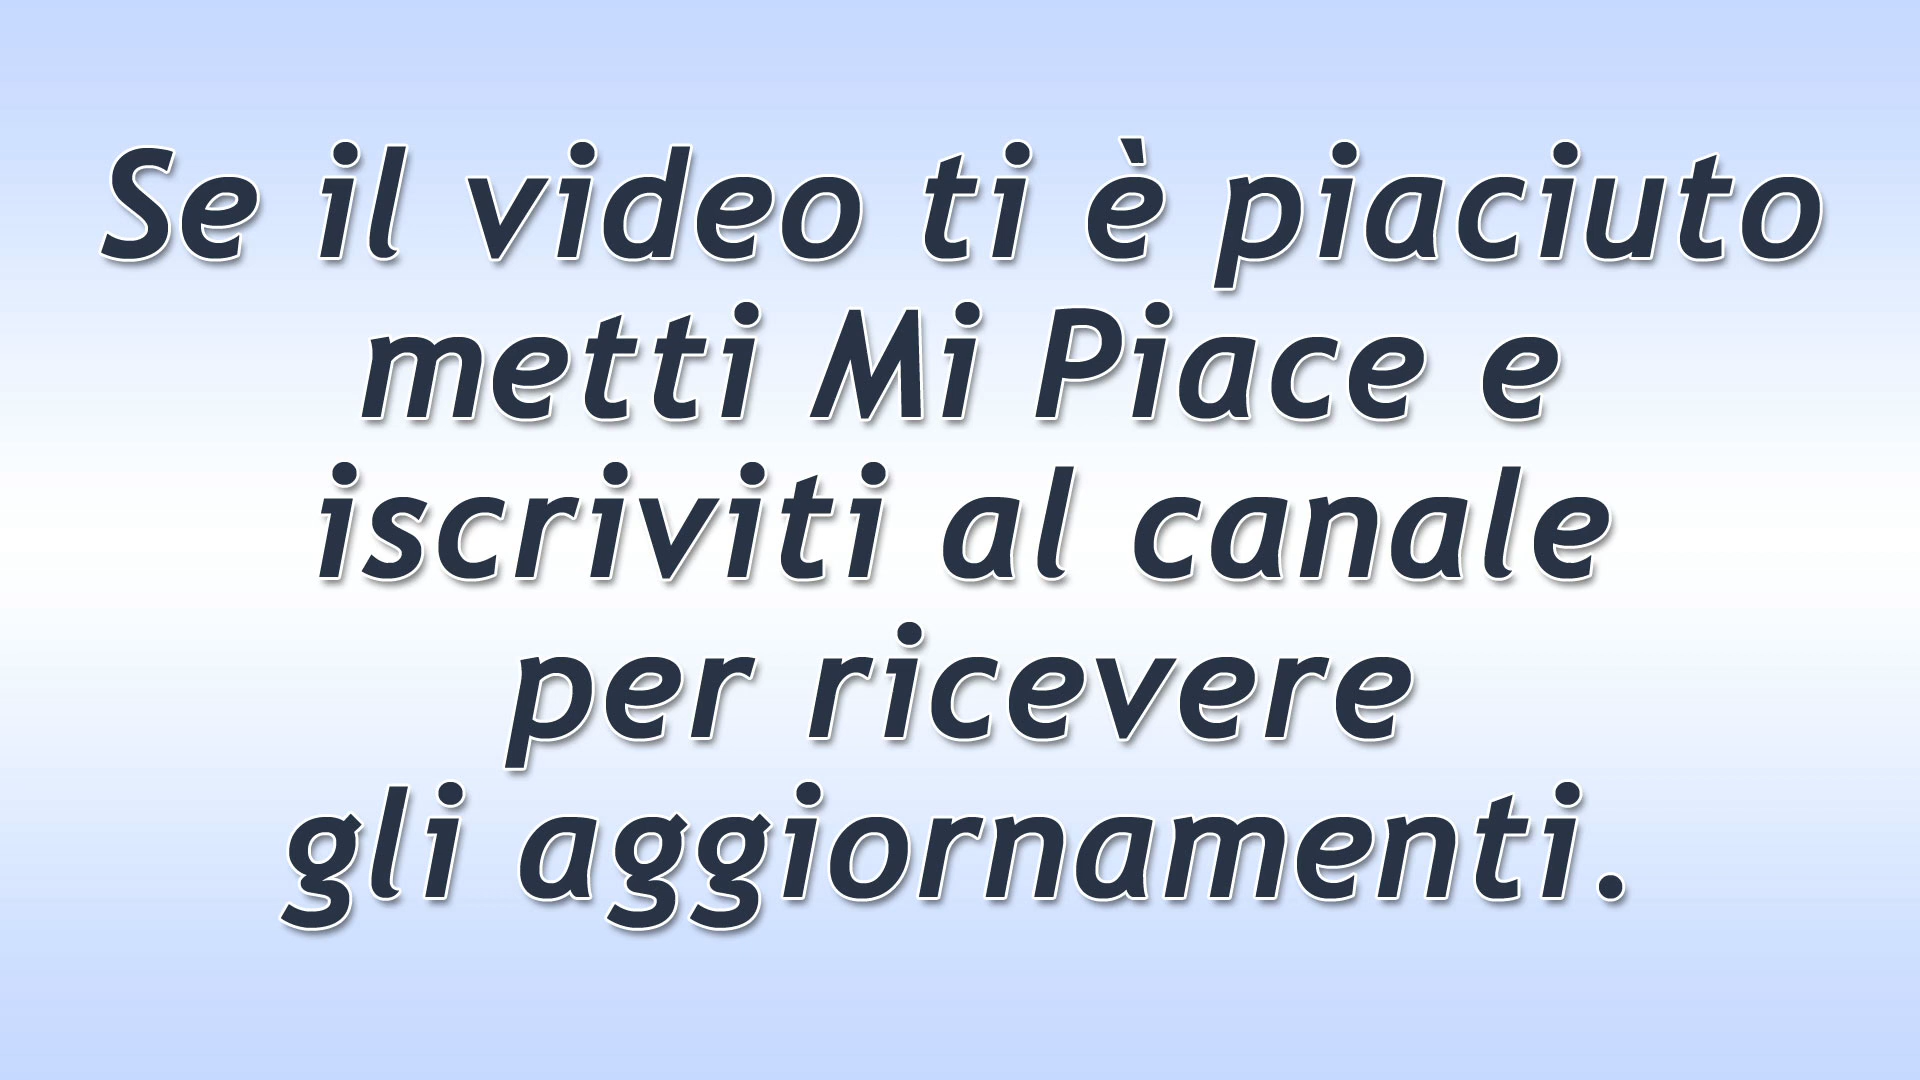 Se il video ti è piaciuto
metti Mi Piace e
iscriviti al canale
per ricevere
gli aggiornamenti.